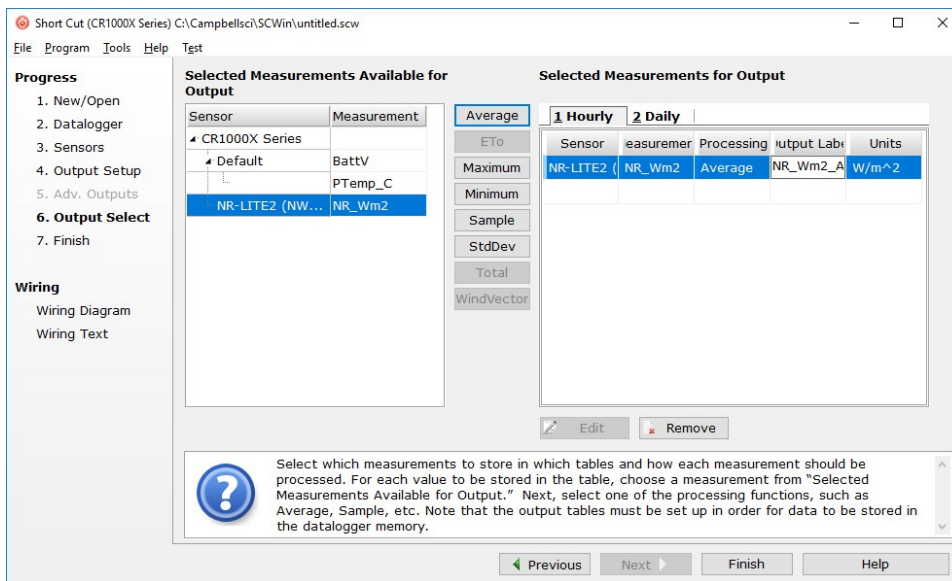 Short Cut (CR1000X Series) C:\Campbellsci\SCWin\untitled.scw
File Program Tools Help Test
Progress
1. New/Open
2. Datalogger
3. Sensors
4. Output Setup
5. Adv. Outputs
6. Output Select
7. Finish
Wiring
Wiring Diagram
Wiring Text
Selected Measurements Available for
Output
Sensor Measurement
CR1000X Series
Default BattV
PTemp_C
NR-LITE2 (NW... NR_Wm2
Average
ETo
Maximum
Minimum
Sample
StdDev
Total
WindVector
Selected Measurements for Output
1 Hourly 2 Daily
Sensor easuremer Processing utput Labe Units
NR-LITE2 ( NR_Wm2 Average NR_Wm2_A W/m^2
Edit Remove
Select which measurements to store in which tables and how each measurement should be
processed. For each value to be stored in the table, choose a measurement from “Selected
Measurements Available for Output.” Next, select one of the processing functions, such as
Average, Sample, etc. Note that the output tables must be set up in order for data to be stored in
the datalogger memory.
Previous Next Finish Help